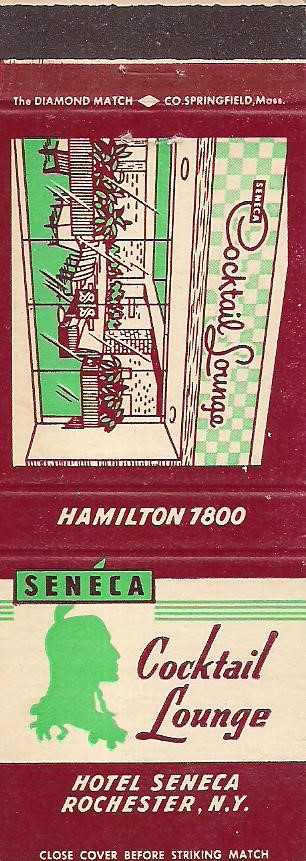 The DIAMOND MATCH CO. SPRINGFIELD, Mass.
SENECA
Cocktail Lounge
HAMILTON 7800
SENECA
Cocktail
Lounge
HOTEL SENECA
ROCHESTER, N.Y.
CLOSE COVER BEFORE STRIKING MATCH